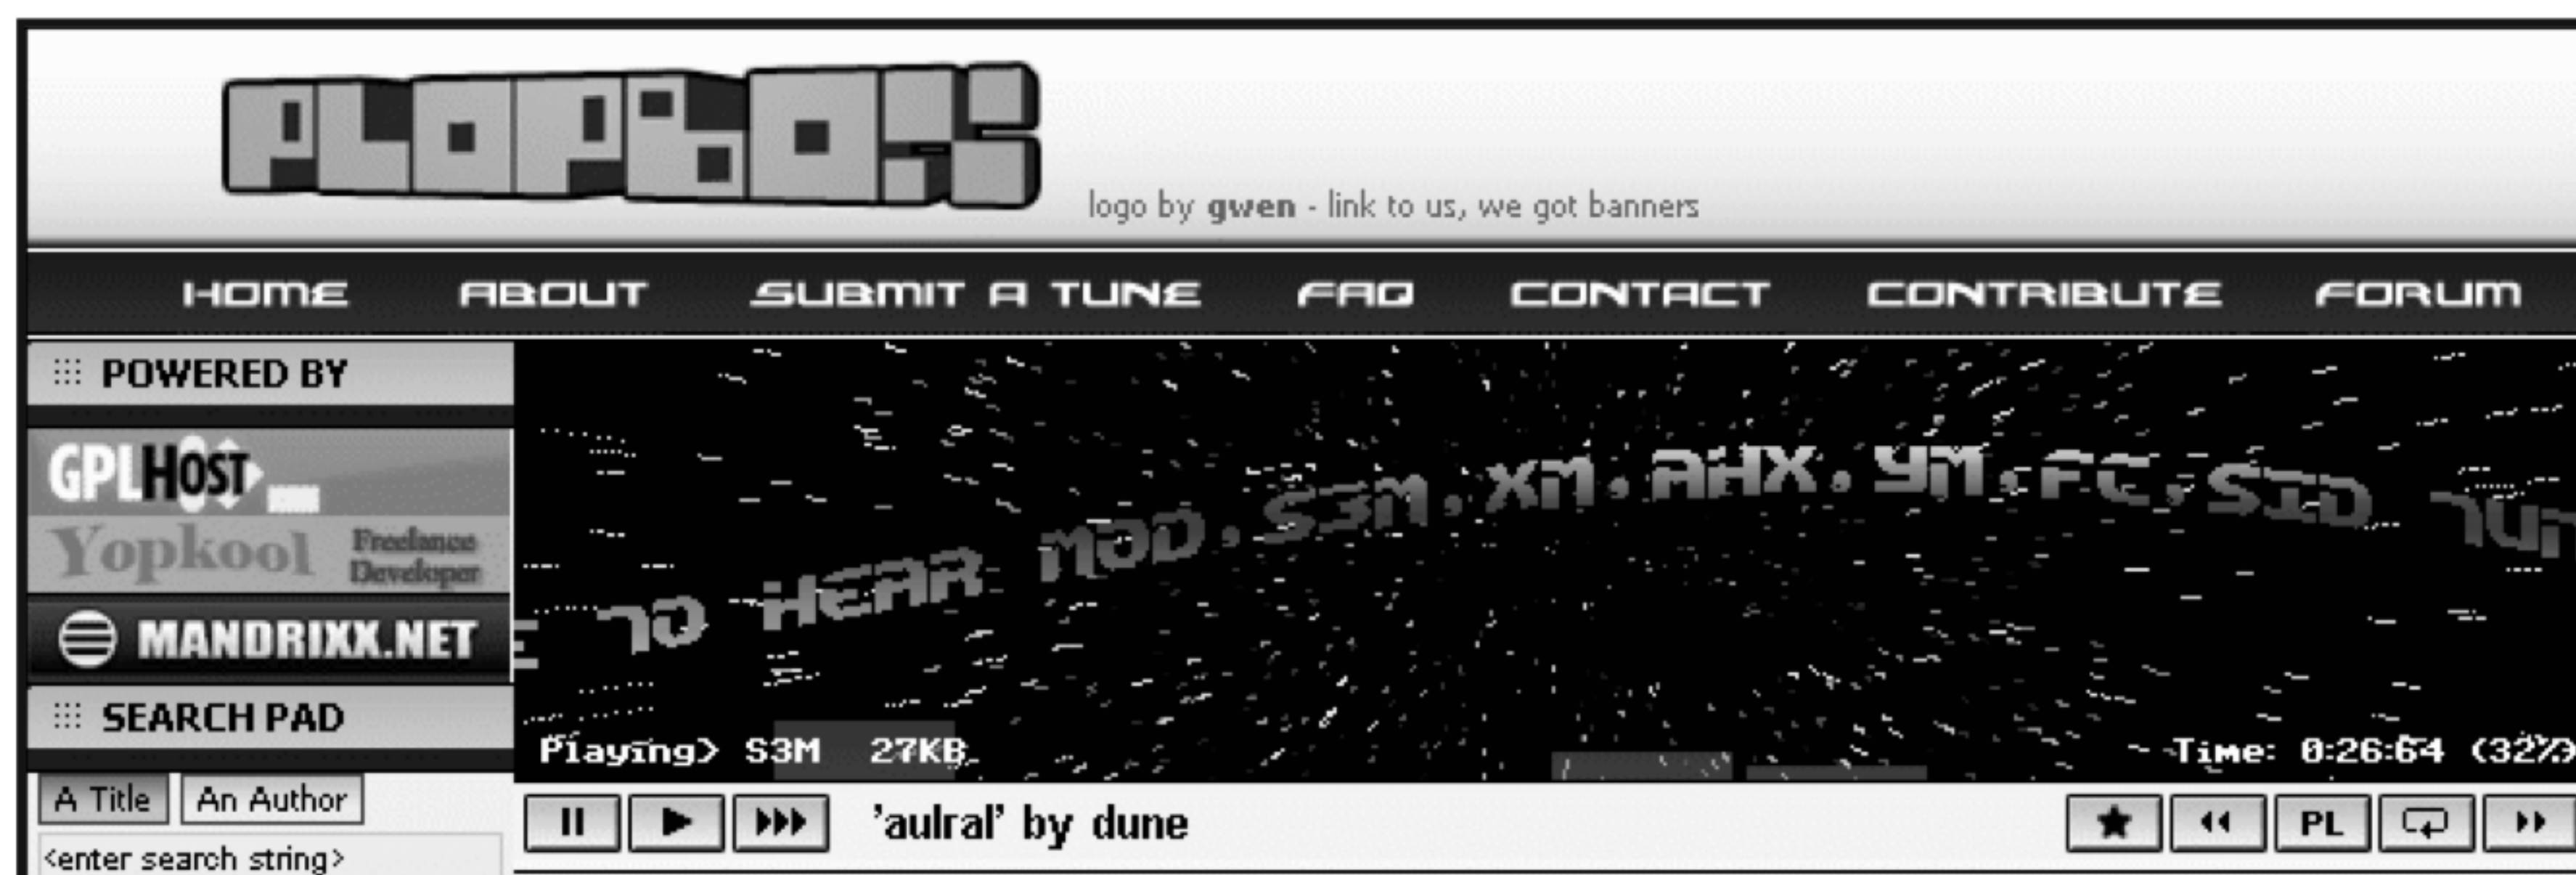 PLOPBOX
logo by gwen - link to us, we got banners
HOME ABOUT SUBMIT A TUNE FAQ CONTACT CONTRIBUTE FORUM
POWERED BY
GPLHOST
Yopkool Freelance Developer
MANDRIXX.NET
SEARCH PAD
A Title An Author
<enter search string>
TO HEAR MOD, S3M, XM, AHX, YM, FC, SID
Playing> S3M 27KB
Time: 0:26:64 (32%)
'aulral' by dune
PL